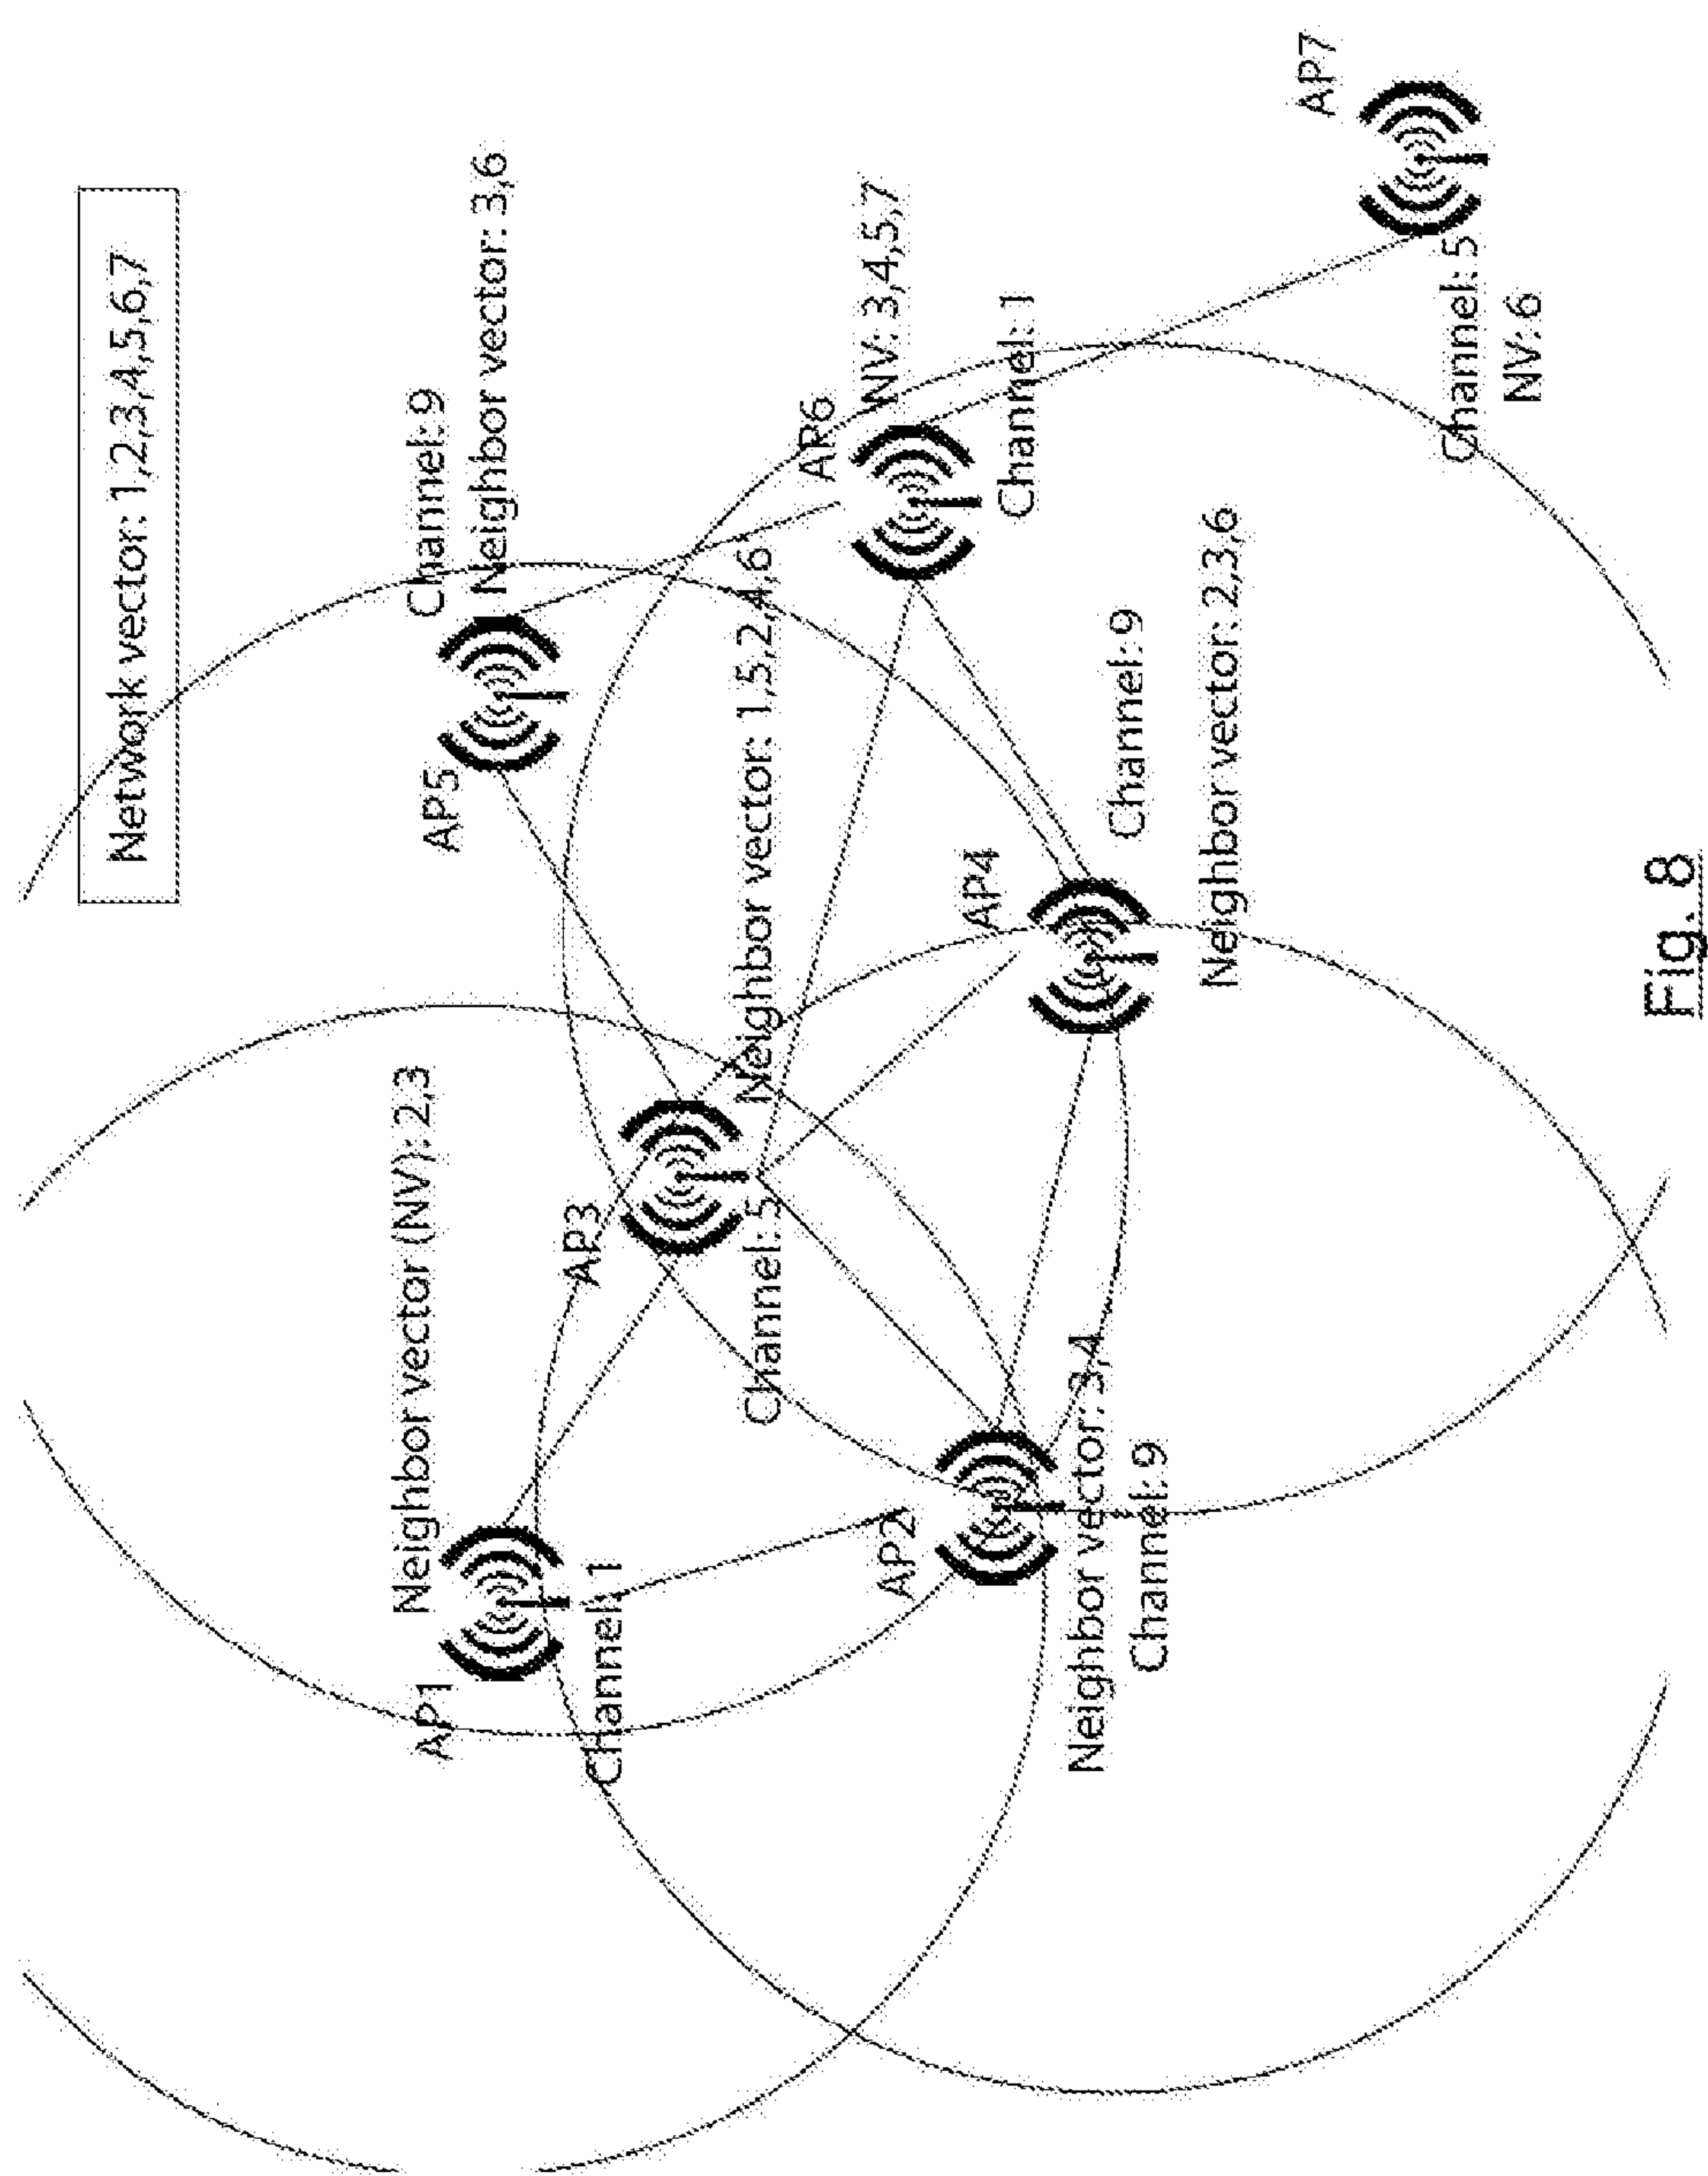 Network vector: 1,2,3,4,5,6,7
AP1
Neighbor vector (NV): 2,3
Channel: 1
AP5
Channel: 9
Neighbor vector: 3,6
AP3
Channel: 5
Neighbor vector: 1,5,2,4,6
AP6
NV: 3,4,5,7
Channel: 1
AP2
Neighbor vector: 3,4
Channel: 9
AP4
Channel: 9
Neighbor vector: 2,3,6
AP7
Channel: 5
NV: 6
Fig. 8